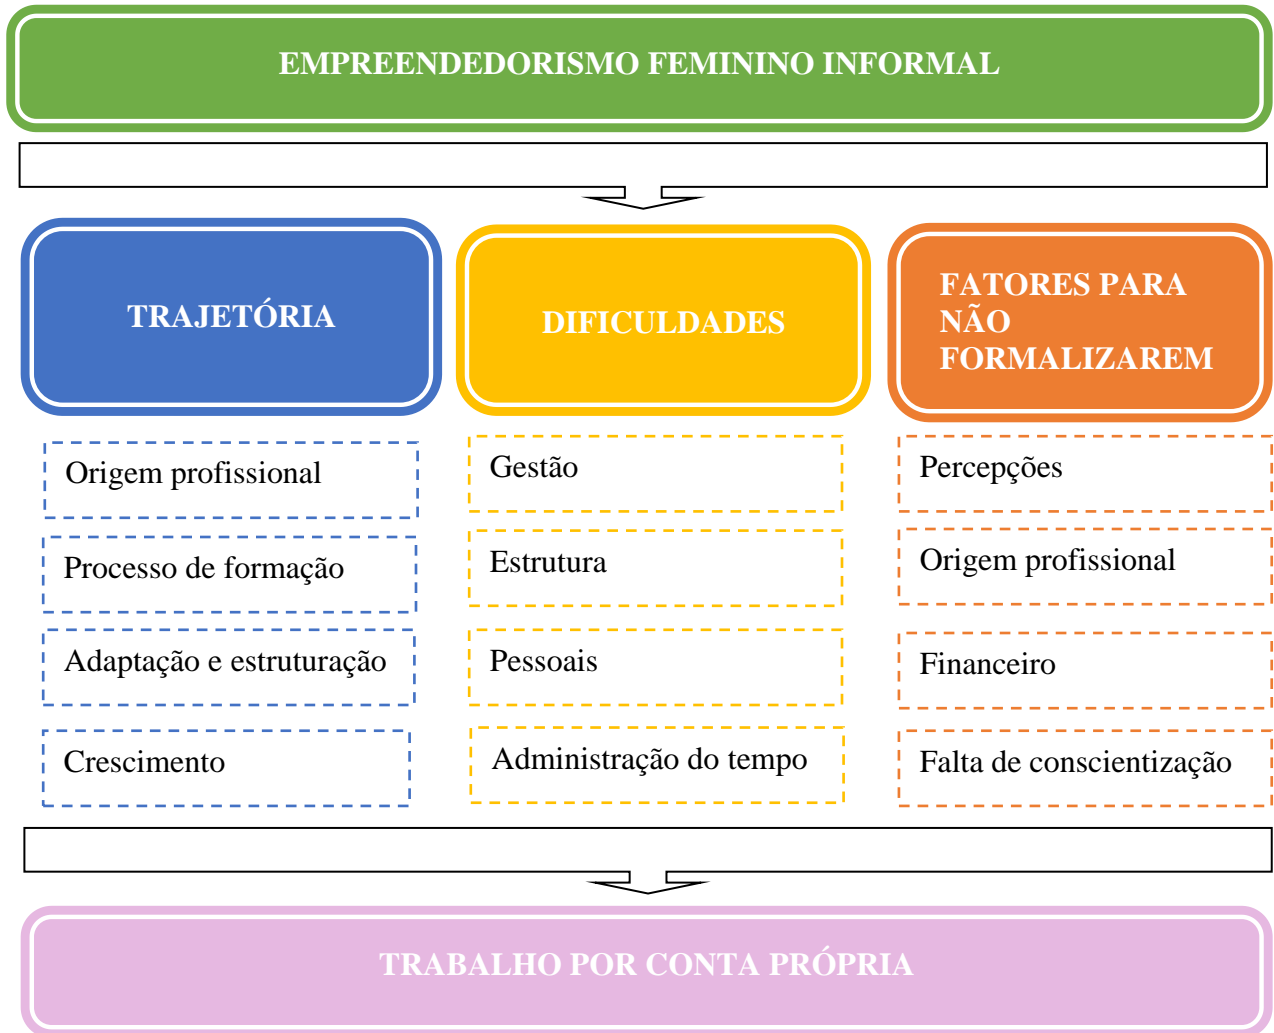 EMPREENDEDORISMO FEMININO INFORMAL
TRAJETÓRIA
Origem profissional
Processo de formação
Adaptação e estruturação
Crescimento
DIFICULDADES
Gestão
Estrutura
Pessoais
Administração do tempo
FATORES PARA
NÃO
FORMALIZAREM
Percepções
Origem profissional
Financeiro
Falta de conscientização
TRABALHO POR CONTA PRÓPRIA